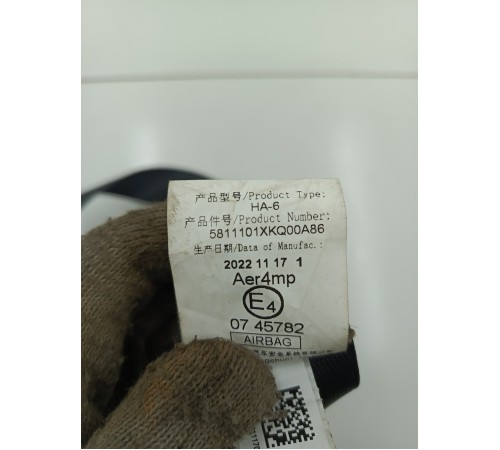 产品型号/Product Type:
HA-6
产品件号/Product Number:
5811101XKQ00A86
生产日期/Data of Manufac.:
2022 11 17 1
Aer4mp
E4
07 45782
AIRBAG